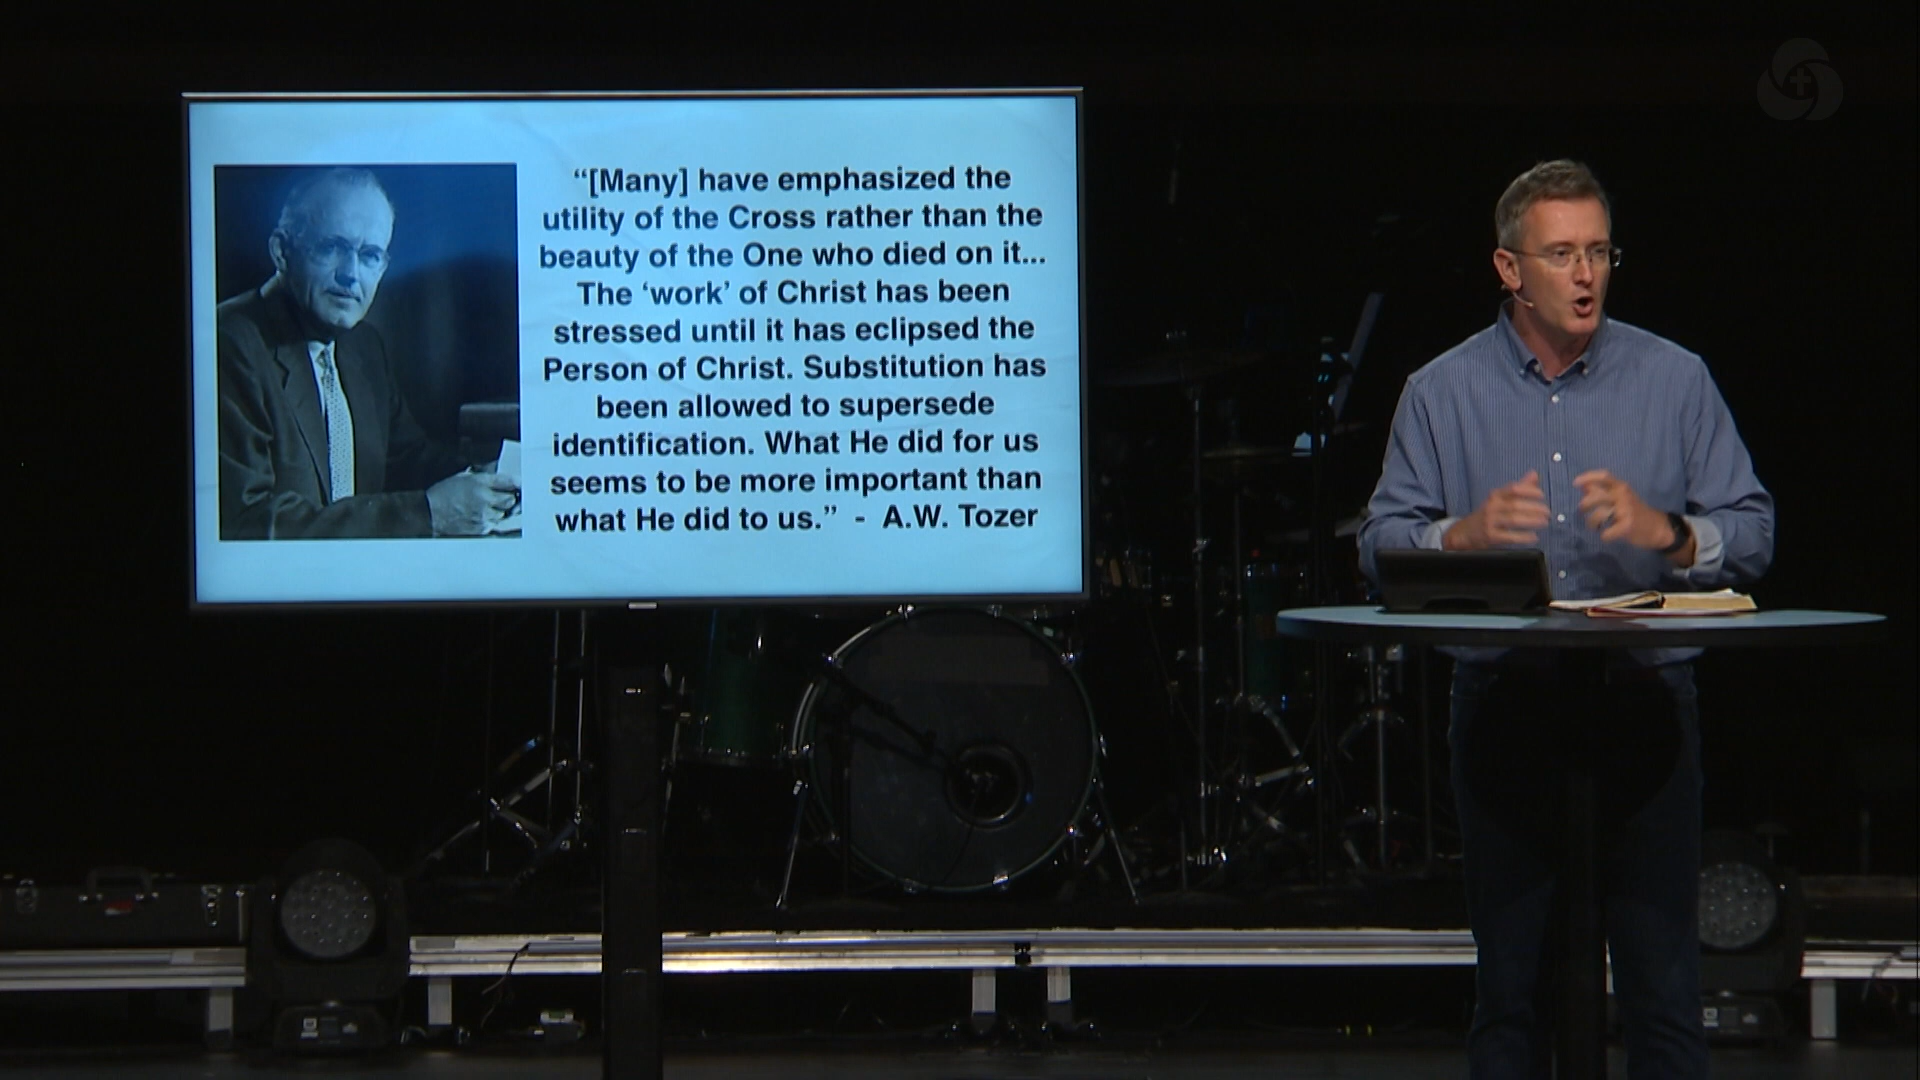 “[Many] have emphasized the
utility of the Cross rather than the
beauty of the One who died on it...
The ‘work’ of Christ has been
stressed until it has eclipsed the
Person of Christ. Substitution has
been allowed to supersede
identification. What He did for us
seems to be more important than
what He did to us.” - A.W. Tozer